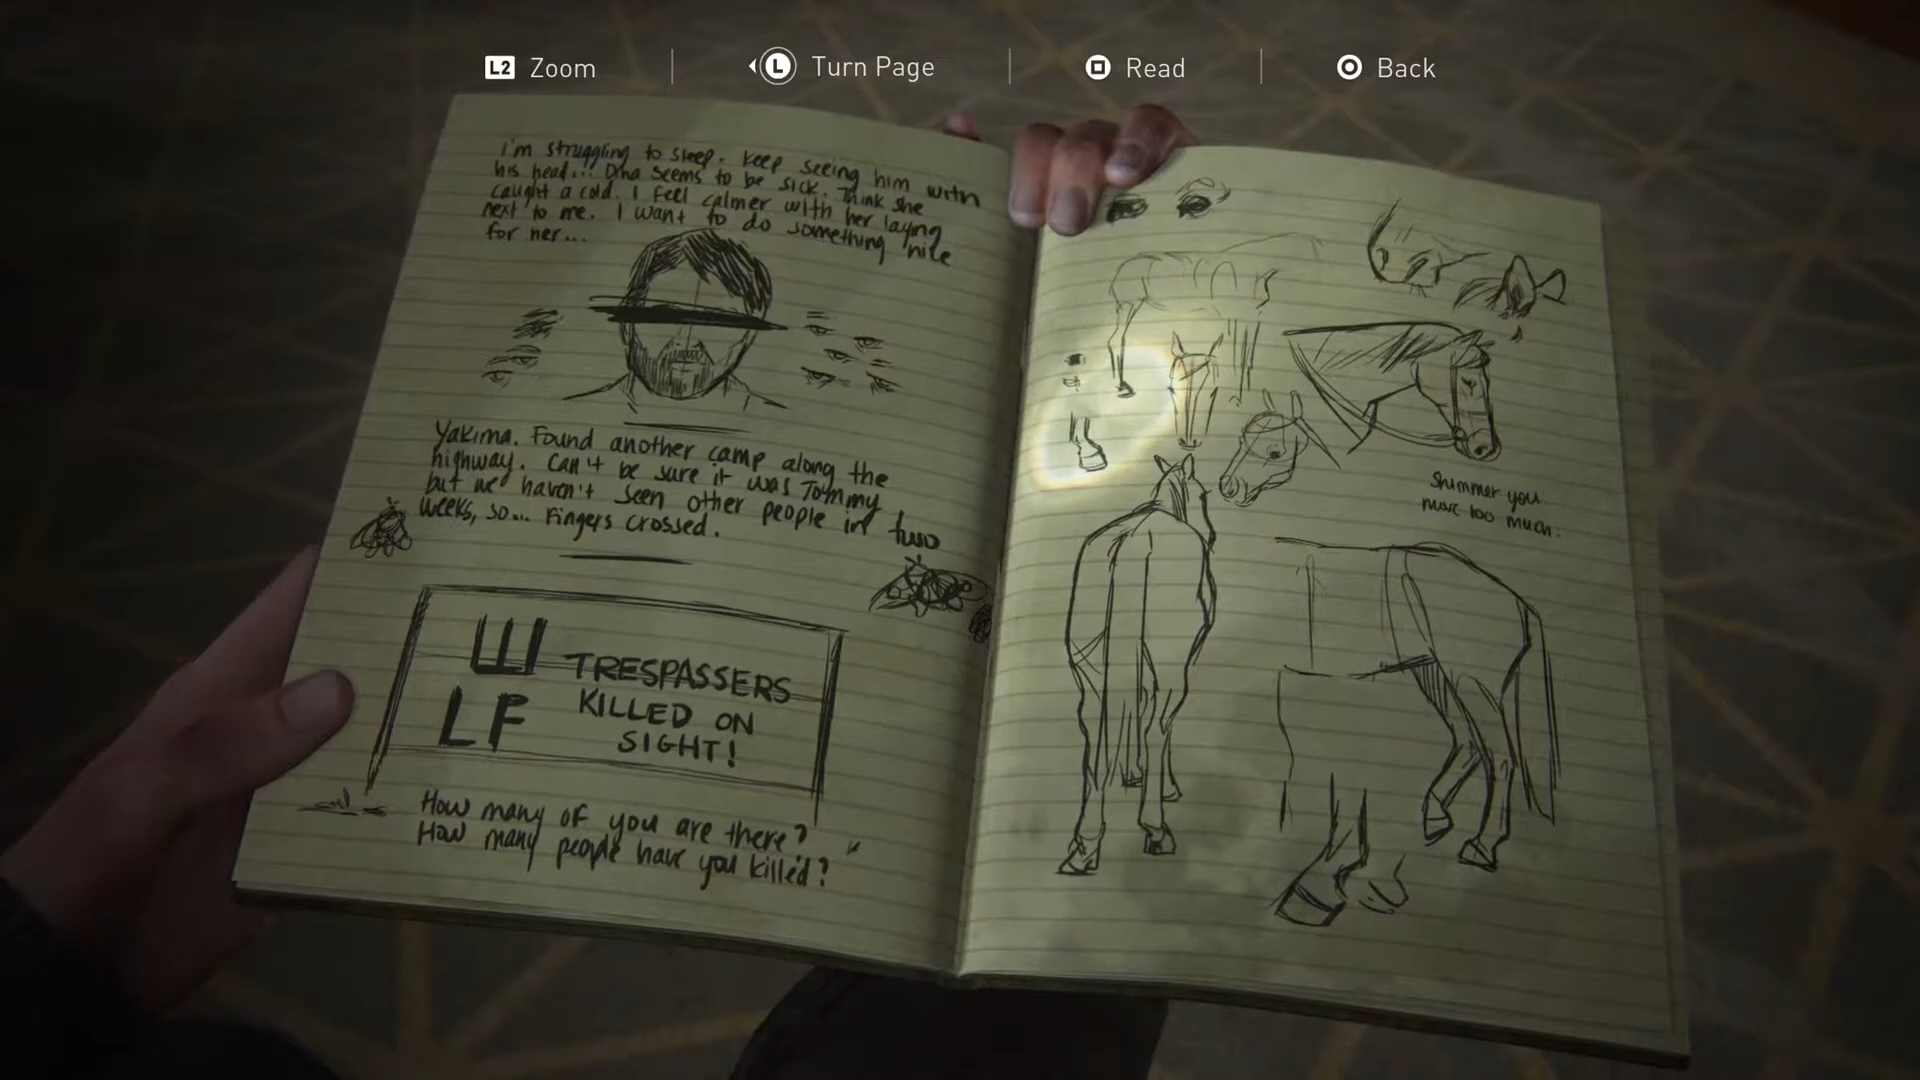 L2 Zoom
L Turn Page
Read
Back
i'm struggling to sleep. Keep seeing him with
his head... Dina seems to be sick. Think she
caught a cold. I feel calmer with her laying
next to me. I want to do something nice
for her...
Yakima. Found another camp along the
highway. Can't be sure it was Tommy
but we haven't seen other people in two
weeks, so... Fingers crossed.
W
LF
TRESPASSERS
KILLED ON
SIGHT!
How many of you are there?
How many people have you killed?
Shimmer you
move too much.